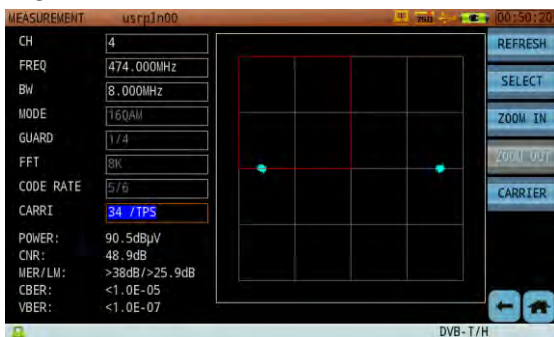 MEASUREMENT usrpIn00 75Ω 00:50:20
CH 4
FREQ 474.000MHz
BW 8.000MHz
MODE 16QAM
GUARD 1/4
FFT 8K
CODE RATE 5/6
CARRI 34 /TPS
POWER: 90.5dBµV
CNR: 48.9dB
MER/LM: >38dB/>25.9dB
CBER: <1.0E-05
VBER: <1.0E-07
REFRESH
SELECT
ZOOM IN
ZOOM OUT
CARRIER
DVB-T/H